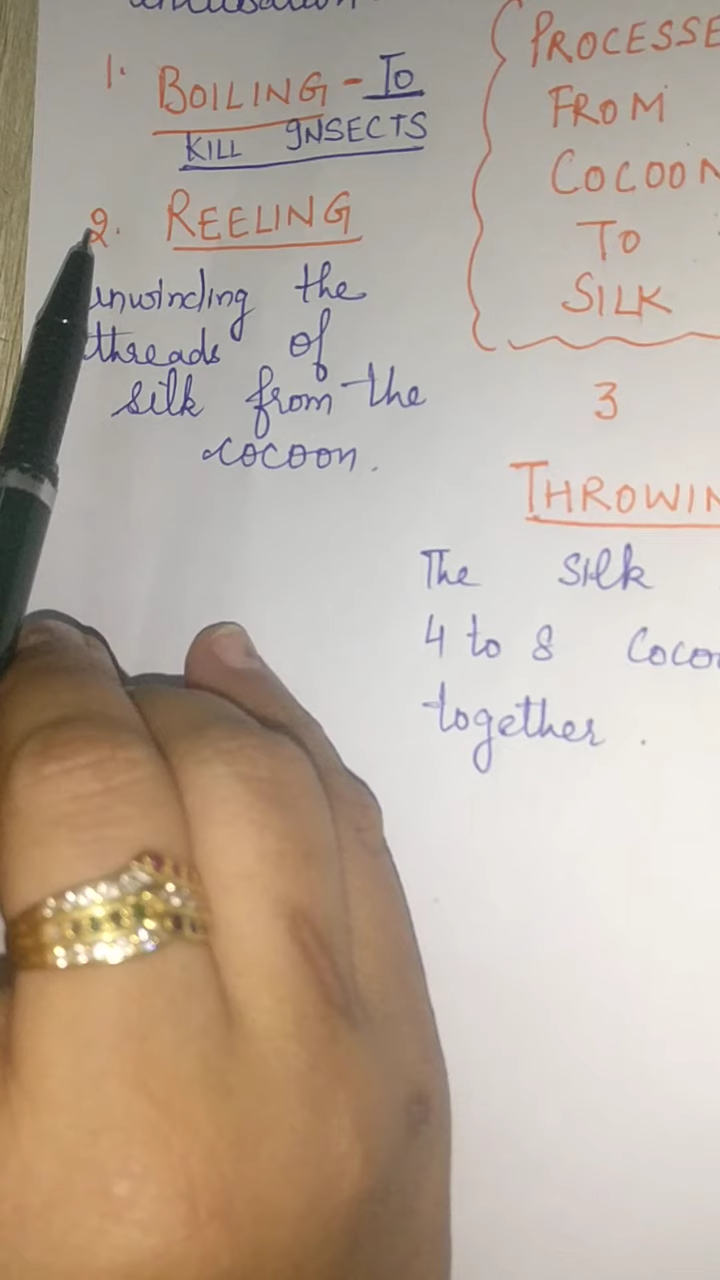 1. BOILING - To
KILL INSECTS
2. REELING
unwinding the
threads of
silk from the
cocoon.
PROCESSE
FROM
COCOON
TO
SILK
3
THROWIN
The silk
4 to 8 Coco
together.